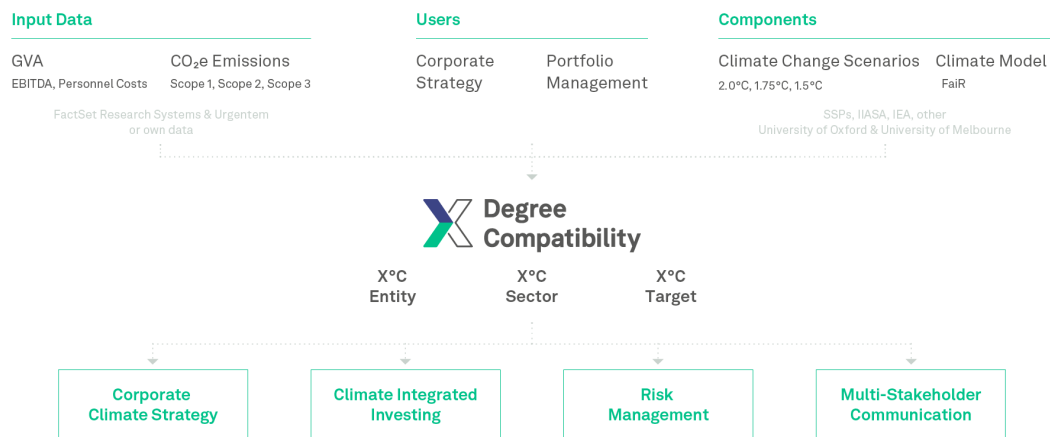 Input Data
GVA
EBITDA, Personnel Costs
CO₂e Emissions
Scope 1, Scope 2, Scope 3
FactSet Research Systems & Urgentem
or own data
Users
Corporate
Strategy
Portfolio
Management
Components
Climate Change Scenarios
2.0°C, 1.75°C, 1.5°C
Climate Model
FaiR
SSPs, IIASA, IEA, other
University of Oxford & University of Melbourne
X Degree
Compatibility
X°C
Entity
X°C
Sector
X°C
Target
Corporate
Climate Strategy
Climate Integrated
Investing
Risk
Management
Multi-Stakeholder
Communication